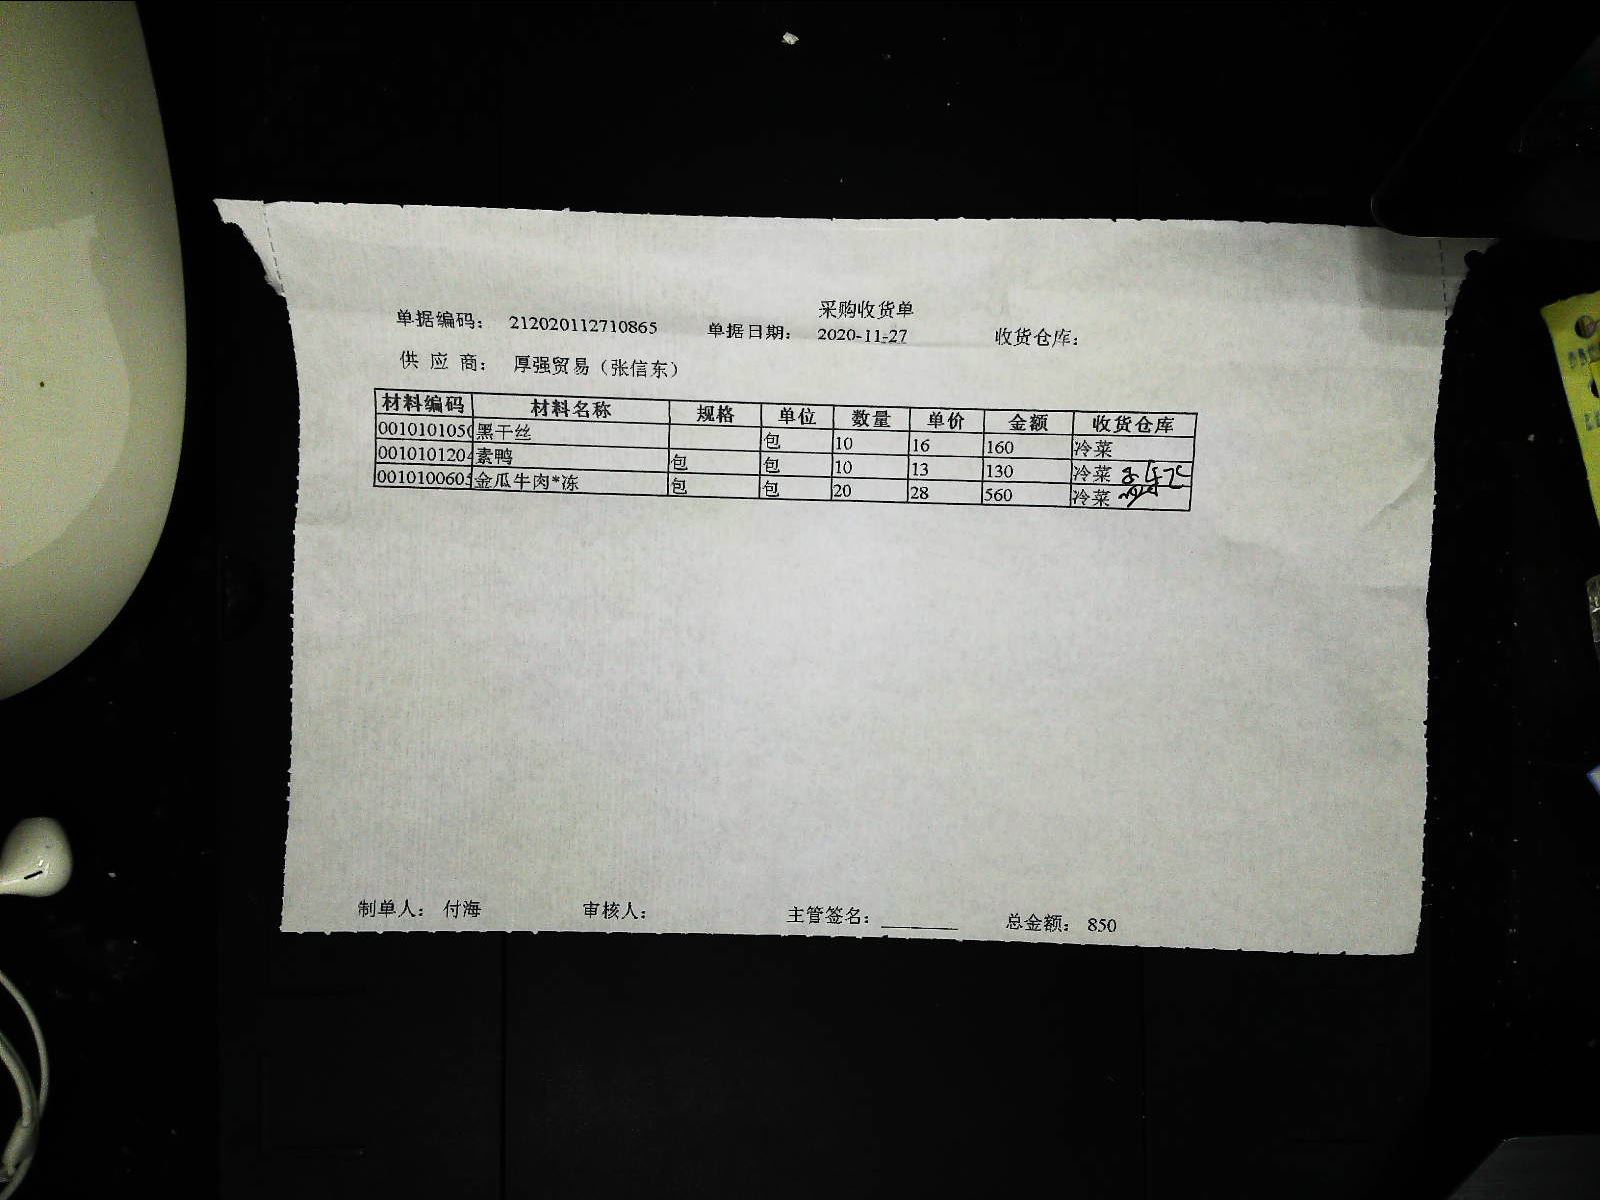 采购收货单
单据编码： 212020112710865 单据日期： 2020-11-27 收货仓库：
供 应 商： 厚强贸易（张信东）
材料编码 材料名称 规格 单位 数量 单价 金额 收货仓库
001010105 黑干丝 包 10 16 160 冷菜
001010120 素鸭 包 包 10 13 130 冷菜
001010060 金瓜牛肉*冻 包 包 20 28 560 冷菜
制单人： 付海 审核人： 主管签名： 总金额： 850